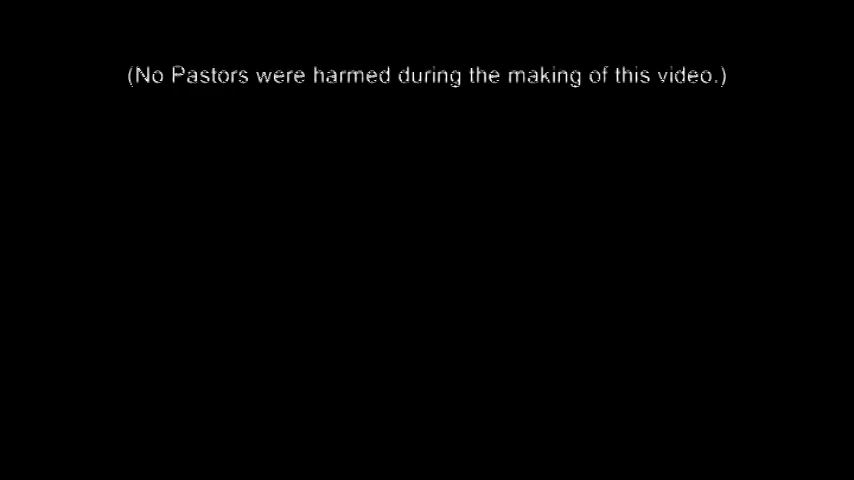 (No Pastors were harmed during the making of this video.)